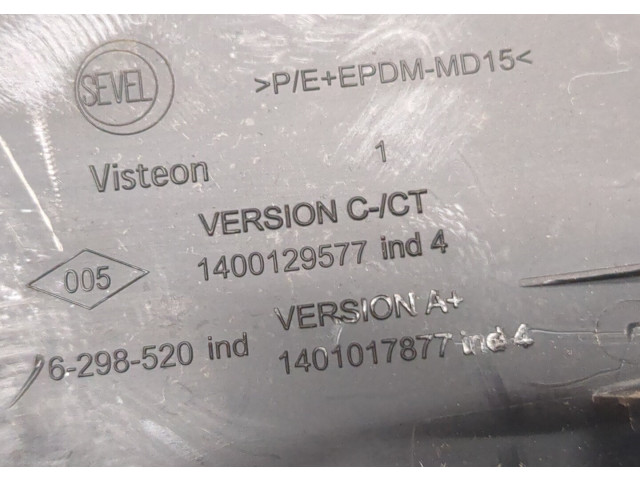 SEVEL
>P/E+EPDM-MD15<
Visteon
1
VERSION C-/CT
1400129577 ind 4
005
VERSION A+
6-298-520 ind
1401017877 ind 4